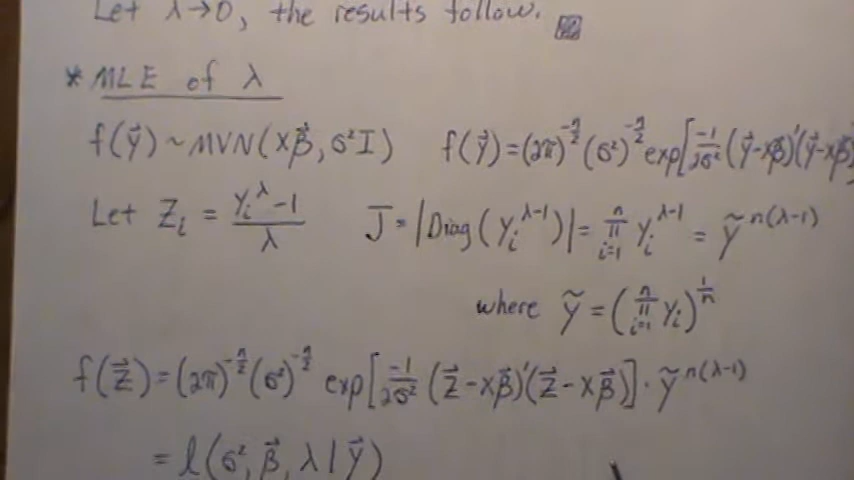 Let λ→0, the results follow.
* MLE of λ
f(y⃗) ~ MVN(Xβ⃗, σ²I) f(y⃗) = (2π)^{-n/2} (σ²)^{-n/2} exp[-1/2σ² (y⃗-Xβ⃗)'(y⃗-Xβ⃗)
Let Z_i = (Y_i^λ - 1)/λ J = |Diag(Y_i^{λ-1})| = ∏_{i=1}^{n} Y_i^{λ-1} = ỹ^{n(λ-1)}
where ỹ = (∏_{i=1}^{n} Y_i)^{1/n}
f(Z⃗) = (2π)^{-n/2} (σ²)^{-n/2} exp[-1/2σ² (Z⃗ - Xβ⃗)'(Z⃗ - Xβ⃗)] · ỹ^{n(λ-1)}
= l(σ², β⃗, λ | y⃗)